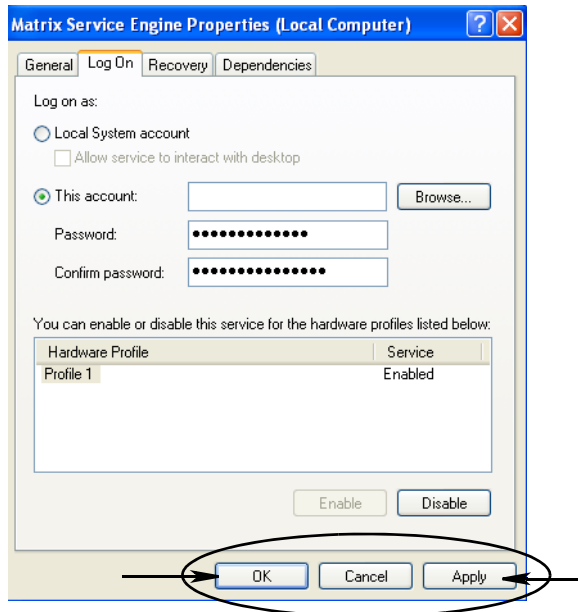 Matrix Service Engine Properties (Local Computer)
General Log On Recovery Dependencies
Log on as:
Local System account
Allow service to interact with desktop
This account: Browse...
Password: •••••••••••••
Confirm password: •••••••••••••••
You can enable or disable this service for the hardware profiles listed below:
Hardware Profile Service
Profile 1 Enabled
Enable Disable
OK Cancel Apply